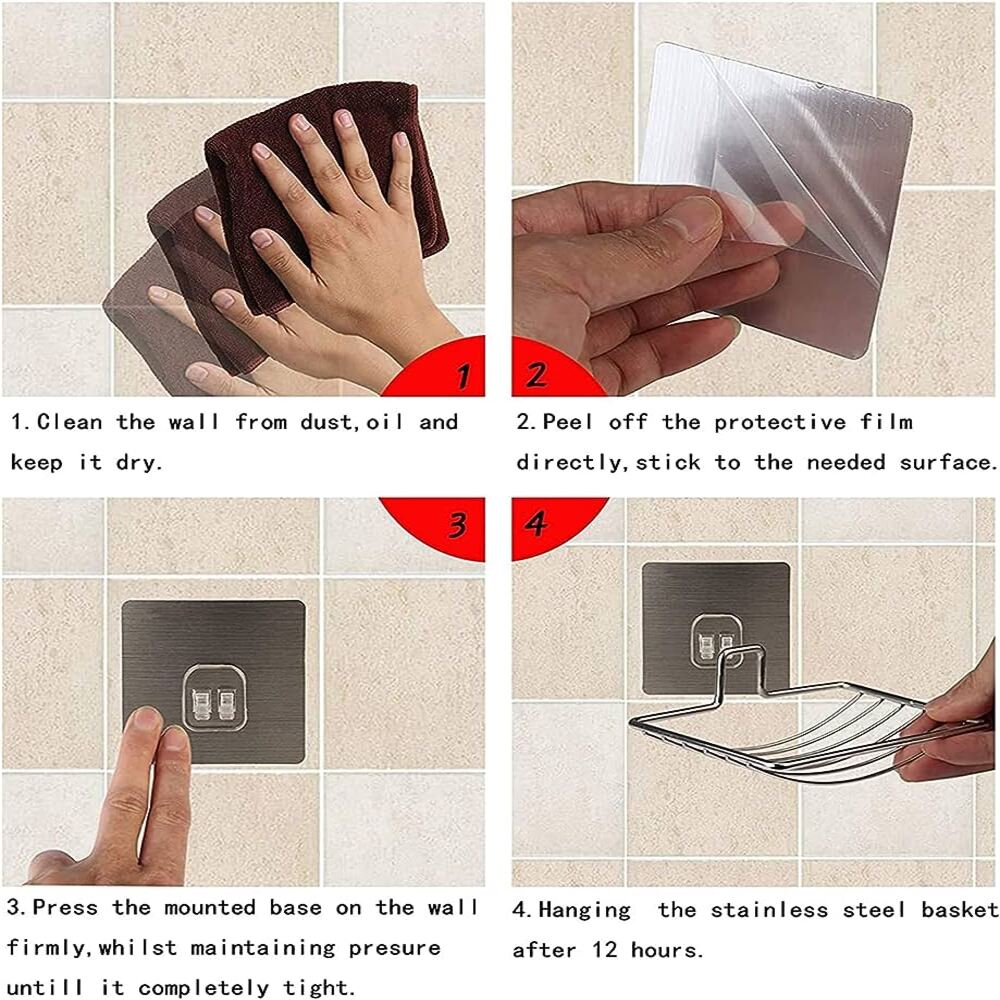 1
2
1.Clean the wall from dust,oil and
keep it dry.
2.Peel off the protective film
directly,stick to the needed surface.
3
4
3.Press the mounted base on the wall
firmly,whilst maintaining presure
untill it completely tight.
4.Hanging the stainless steel basket
after 12 hours.